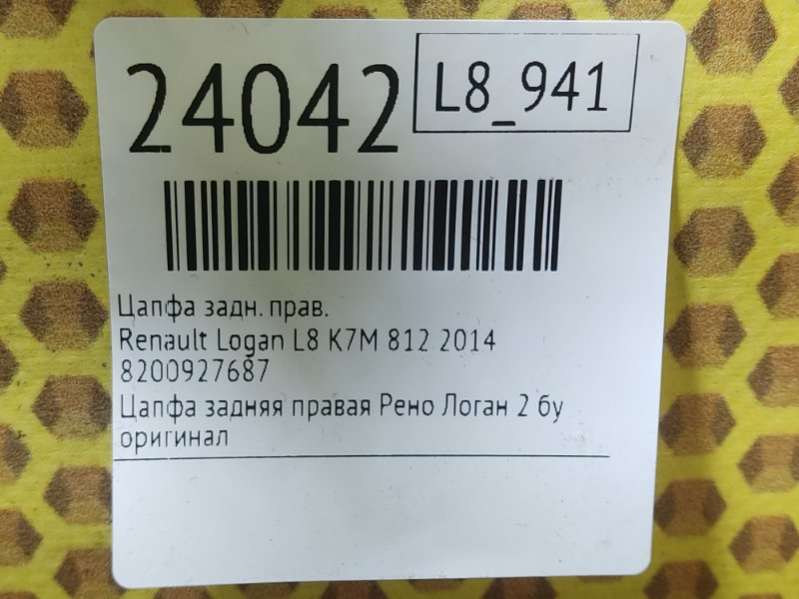 24042
L8_941
Цапфа задн. прав.
Renault Logan L8 K7M 812 2014
8200927687
Цапфа задняя правая Рено Логан 2 бу
оригинал